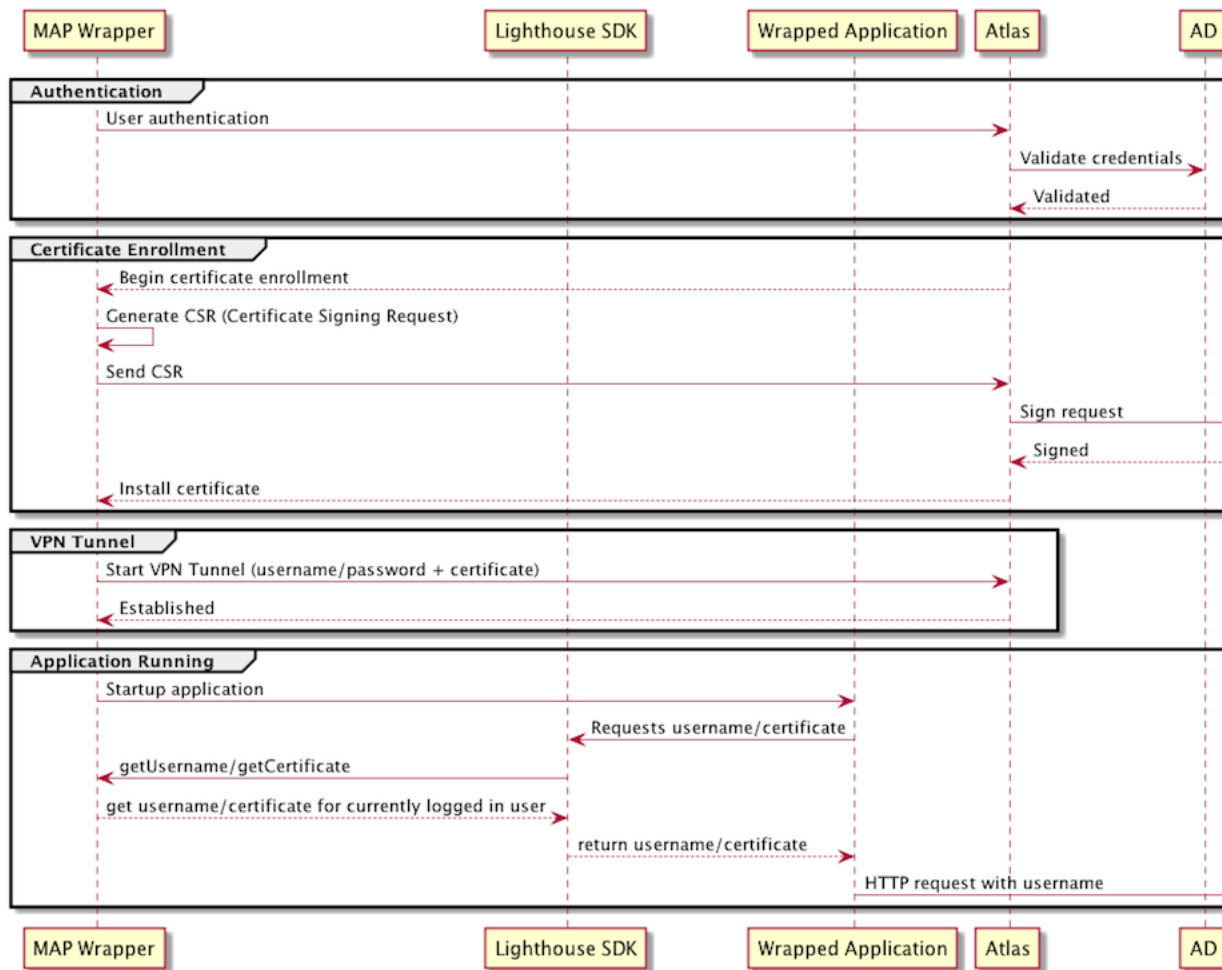 MAP Wrapper Lighthouse SDK Wrapped Application Atlas AD
Authentication
User authentication
Validate credentials
Validated
Certificate Enrollment
Begin certificate enrollment
Generate CSR (Certificate Signing Request)
Send CSR
Sign request
Signed
Install certificate
VPN Tunnel
Start VPN Tunnel (username/password + certificate)
Established
Application Running
Startup application
Requests username/certificate
getUsername/getCertificate
get username/certificate for currently logged in user
return username/certificate
HTTP request with username
MAP Wrapper Lighthouse SDK Wrapped Application Atlas AD